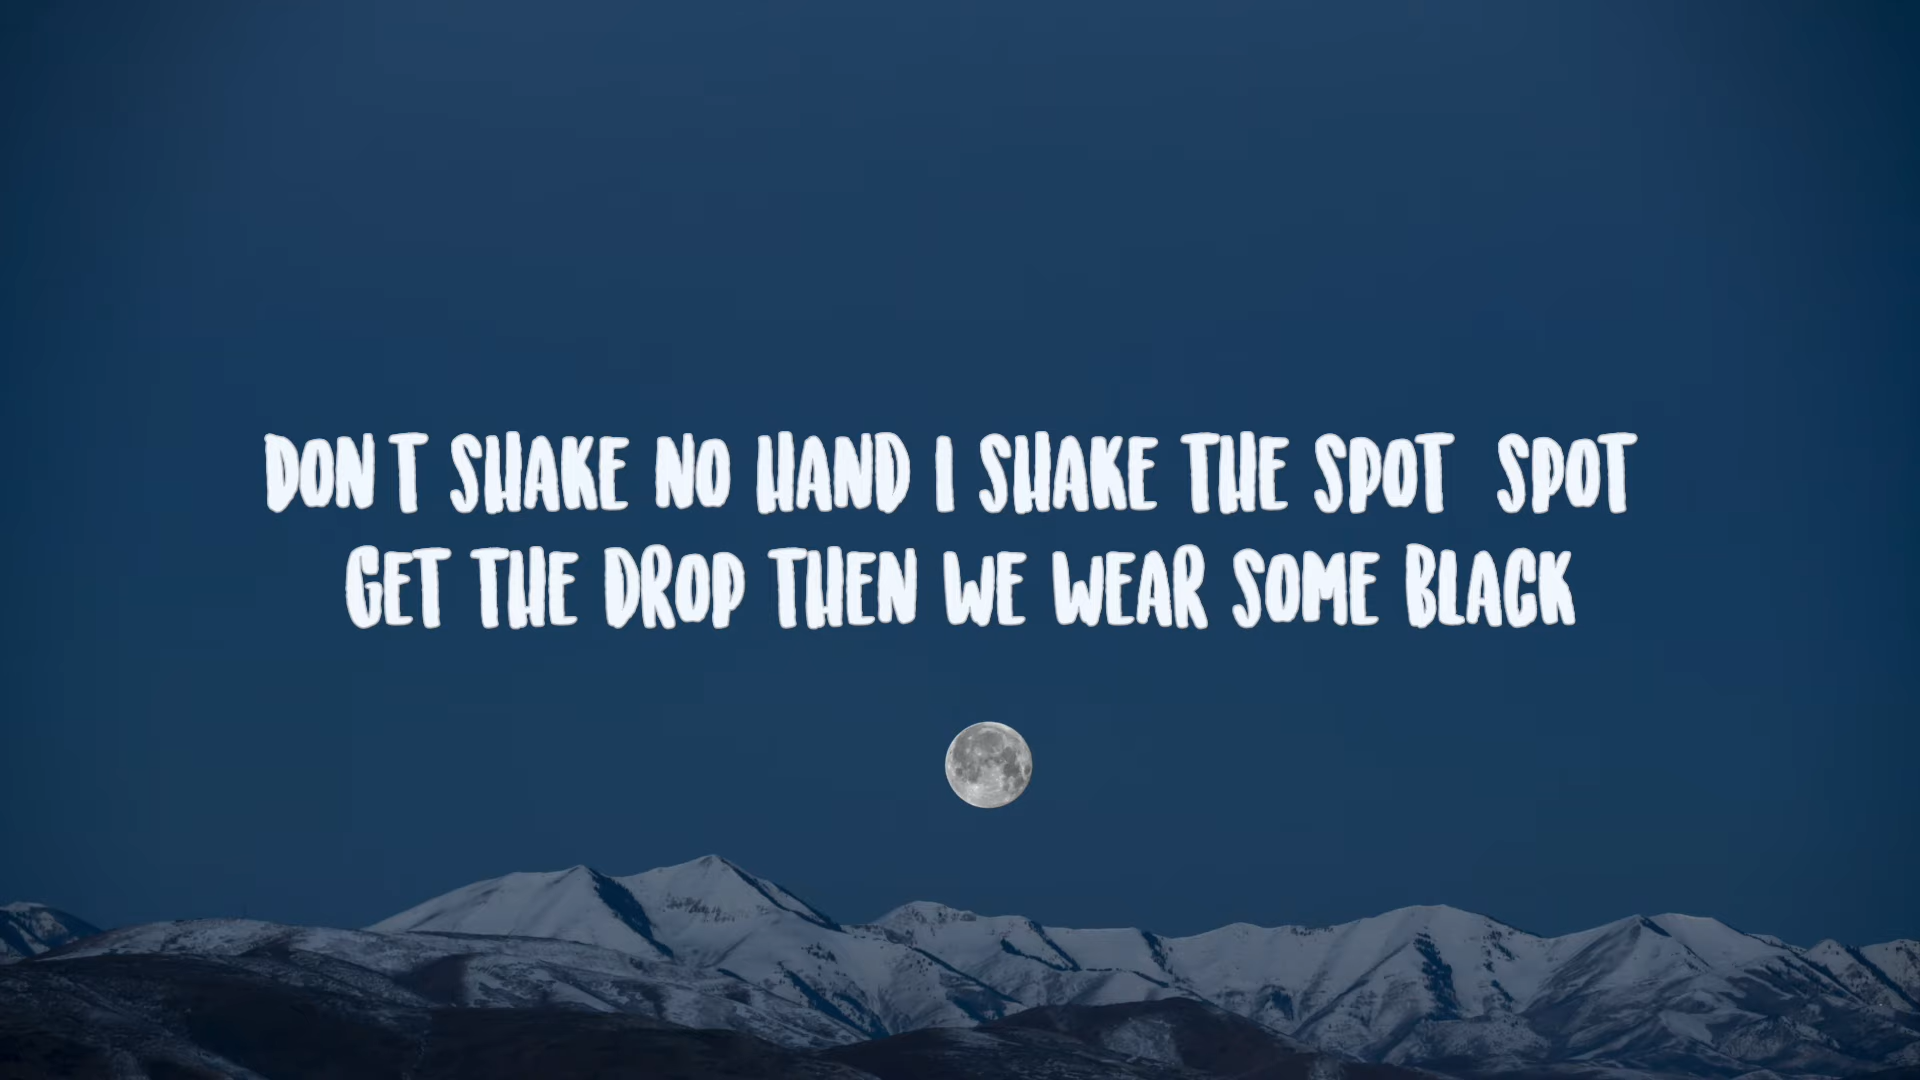 DON T SHAKE NO HAND I SHAKE THE SPOT  SPOT
GET THE DROP THEN WE WEAR SOME BLACK